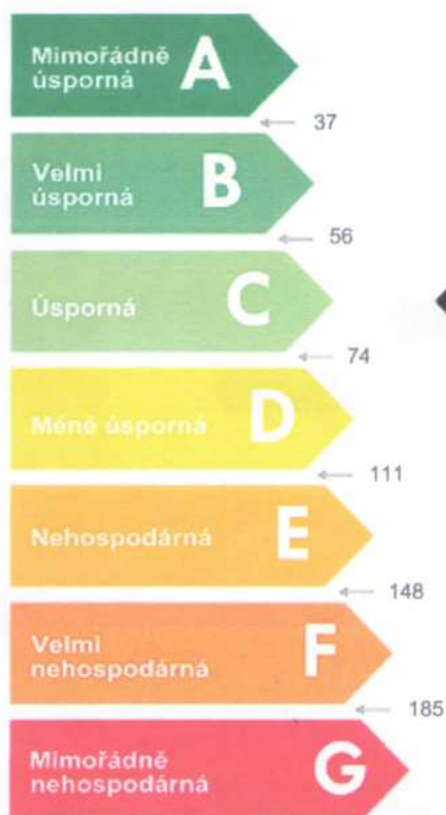 Mimořádně
úsporná A
37
Velmi
úsporná B
56
Úsporná C
74
Méně úsporná D
111
Nehospodárná E
148
Velmi
nehospodárná F
185
Mimořádně
nehospodárná G